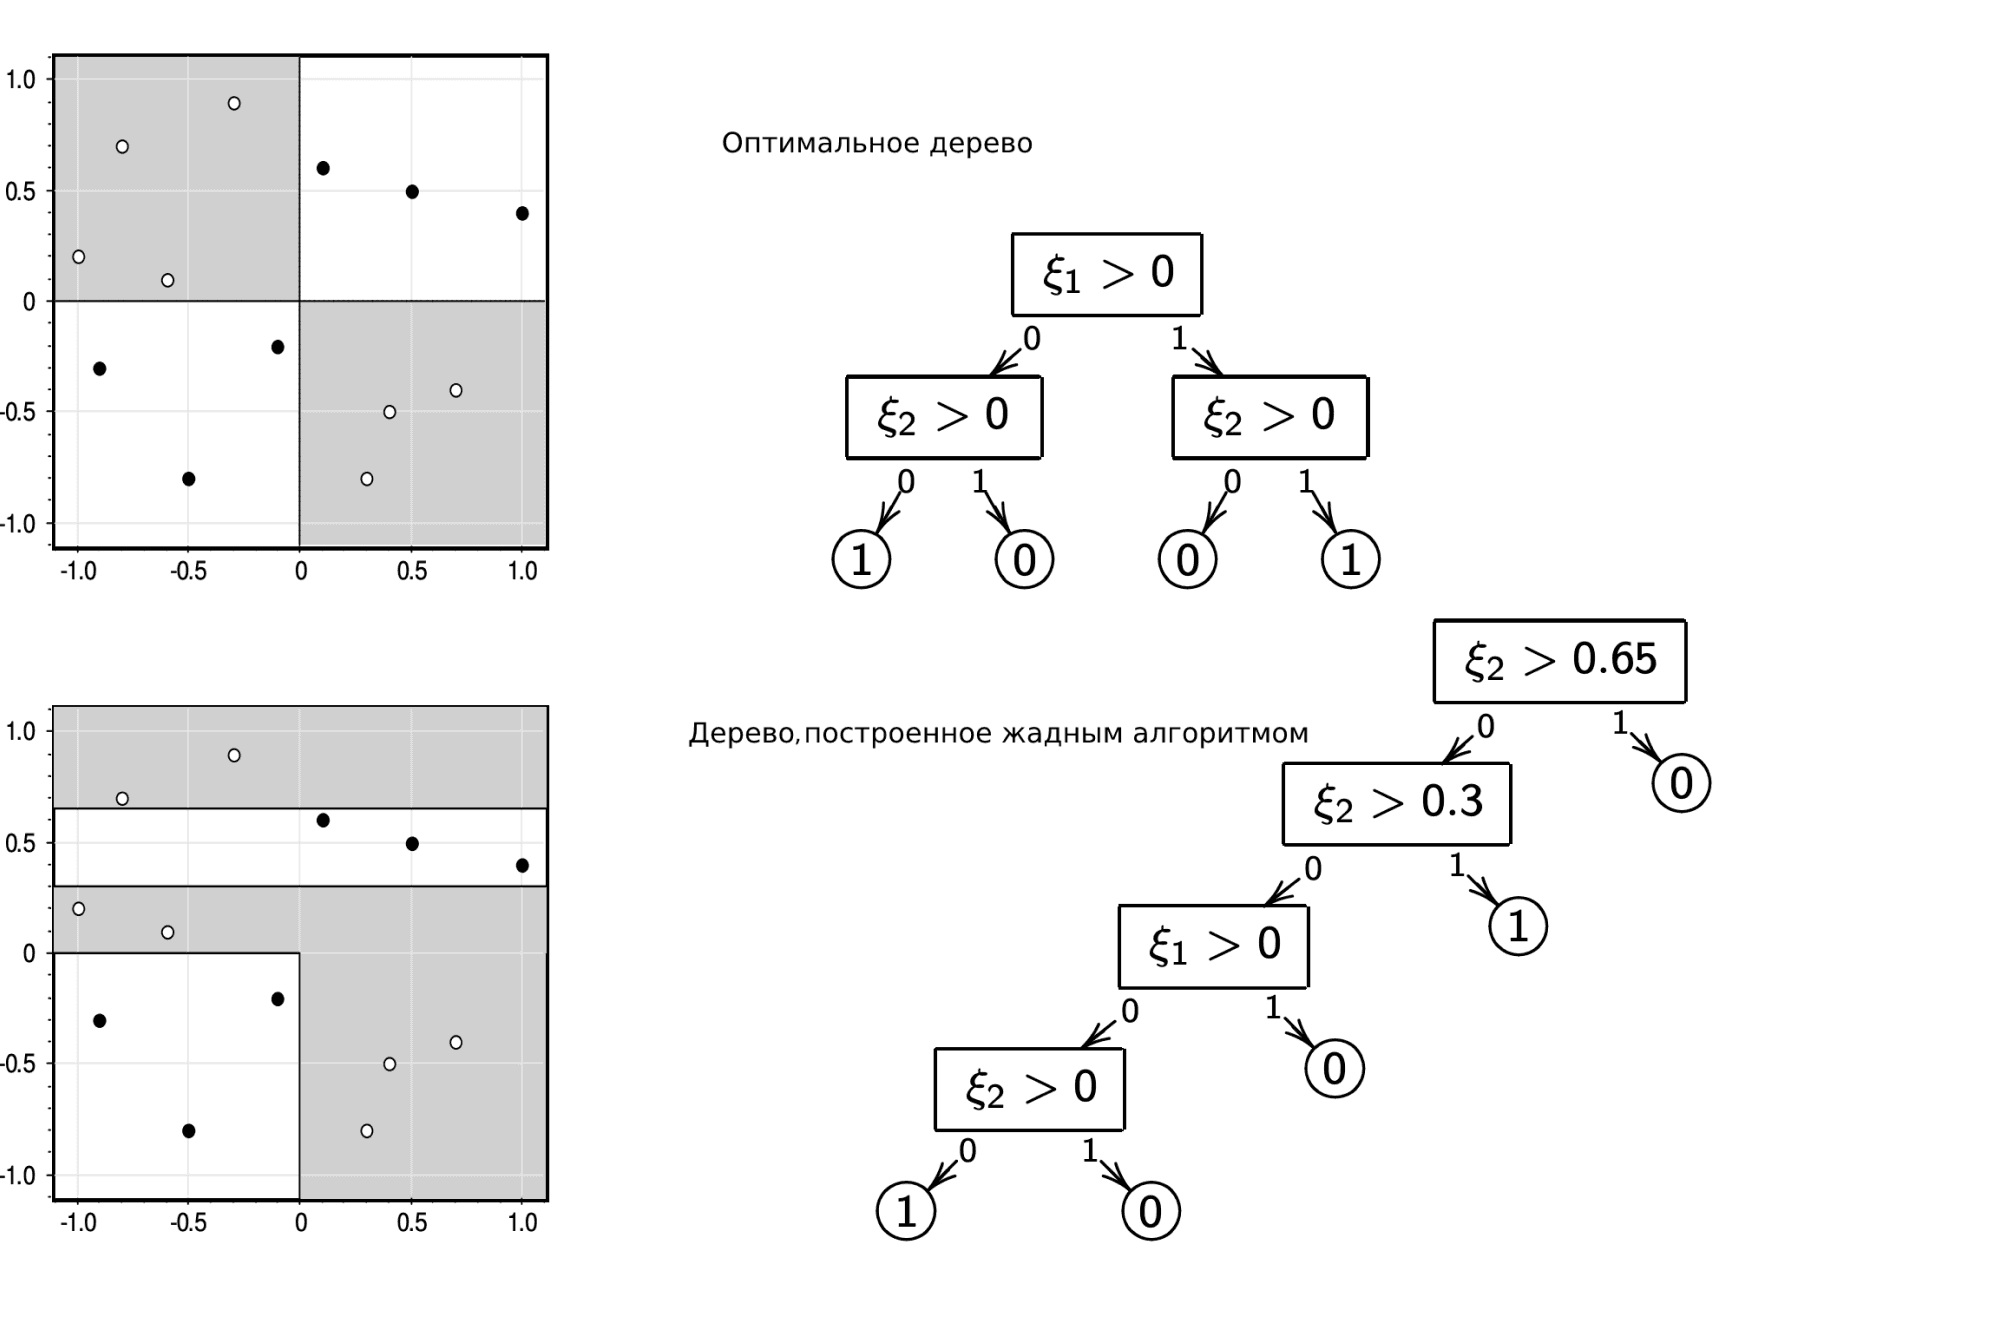 1.0
0.5
0
-0.5
-1.0
-1.0 -0.5 0 0.5 1.0
Оптимальное дерево
ξ₁ > 0
0 1
ξ₂ > 0 ξ₂ > 0
0 1 0 1
1 0 0 1
1.0
0.5
0
-0.5
-1.0
-1.0 -0.5 0 0.5 1.0
Дерево,построенное жадным алгоритмом
ξ₂ > 0.65
0 1
0
ξ₂ > 0.3
0 1
1
ξ₁ > 0
0 1
0
ξ₂ > 0
0 1
1 0